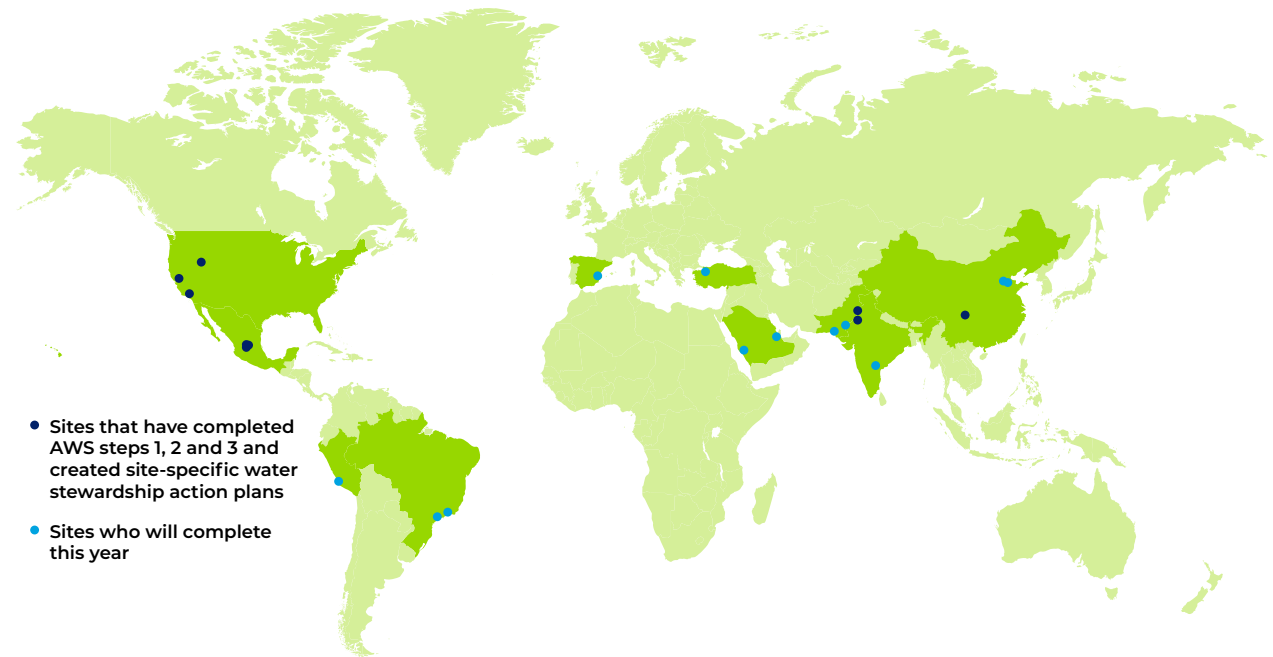 Sites that have completed
AWS steps 1, 2 and 3 and
created site-specific water
stewardship action plans
Sites who will complete
this year